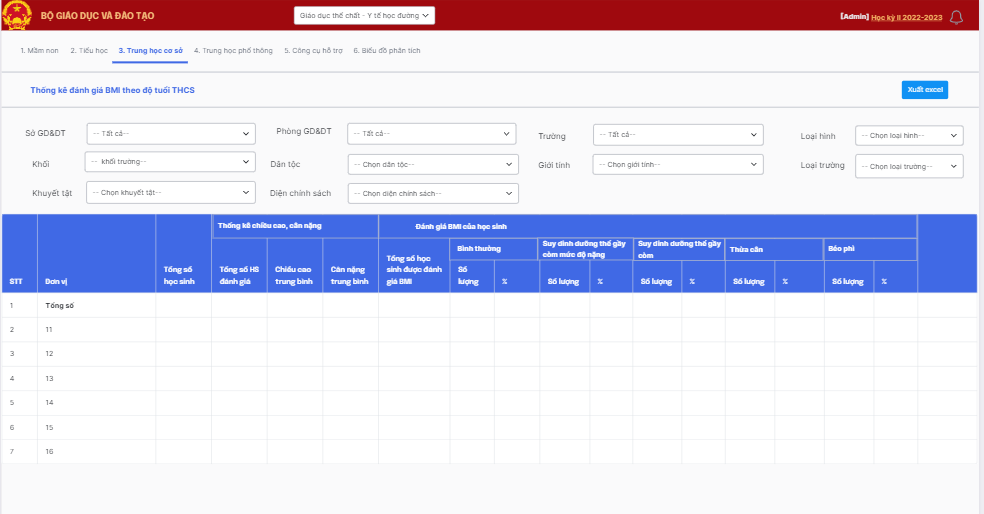 BỘ GIÁO DỤC VÀ ĐÀO TẠO
Giáo dục thể chất - Y tế học đường
[Admin] Học kỳ II 2022-2023
1. Mầm non 2. Tiểu học 3. Trung học cơ sở 4. Trung học phổ thông 5. Công cụ hỗ trợ 6. Biểu đồ phân tích
Thống kê đánh giá BMI theo độ tuổi THCS
Xuất excel
Sở GD&ĐT -- Tất cả-- Phòng GD&ĐT -- Tất cả-- Trường -- Tất cả-- Loại hình -- Chọn loại hình--
Khối -- khối trường-- Dân tộc -- Chọn dân tộc-- Giới tính -- Chọn giới tính-- Loại trường -- Chọn loại trường--
Khuyết tật -- Chọn khuyết tật-- Diện chính sách -- Chọn diện chính sách--
Thống kê chiều cao, cân nặng Đánh giá BMI của học sinh
Bình thường Suy dinh dưỡng thể gầy Suy dinh dưỡng thể gầy Thừa cân Béo phì
còm mức độ nặng còm
STT Đơn vị Tổng số
học sinh
Tổng số HS
đánh giá
Chiều cao
trung bình
Cân nặng
trung bình
Tổng số học
sinh được đánh
giá BMI
Số
lượng
% Số lượng % Số lượng % Số lượng % Số lượng %
1 Tổng số
2 11
3 12
4 13
5 14
6 15
7 16